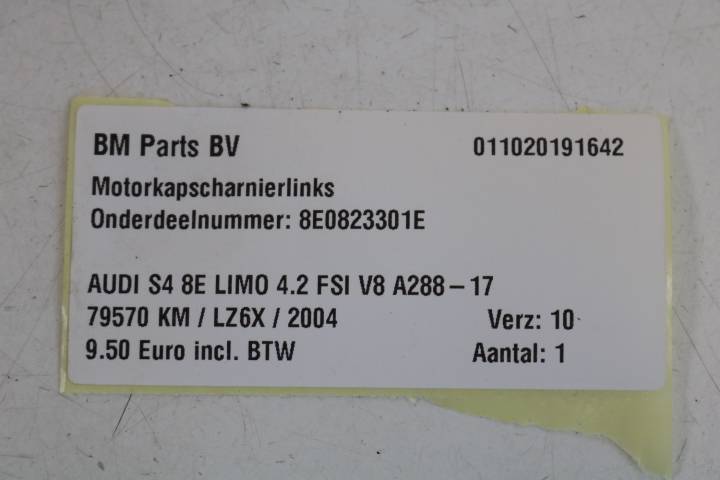 BM Parts BV 011020191642
Motorkapscharnierlinks
Onderdeelnummer: 8E0823301E
AUDI S4 8E LIMO 4.2 FSI V8 A288-17
79570 KM / LZ6X / 2004 Verz: 10
9.50 Euro incl. BTW Aantal: 1